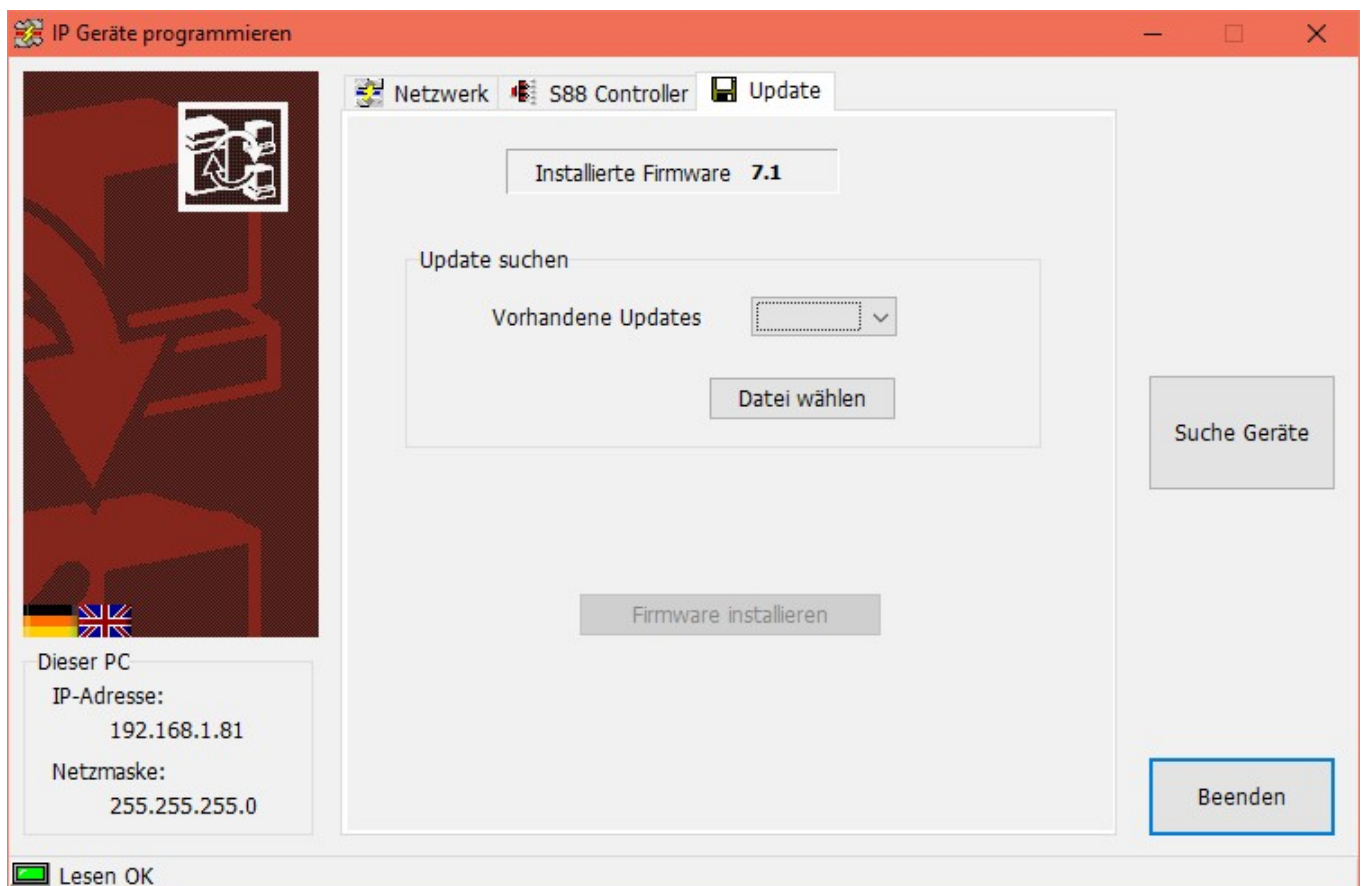 IP Geräte programmieren
Netzwerk S88 Controller Update
Installierte Firmware 7.1
Update suchen
Vorhandene Updates
Datei wählen
Suche Geräte
Firmware installieren
Dieser PC
IP-Adresse:
192.168.1.81
Netzmaske:
255.255.255.0
Beenden
Lesen OK